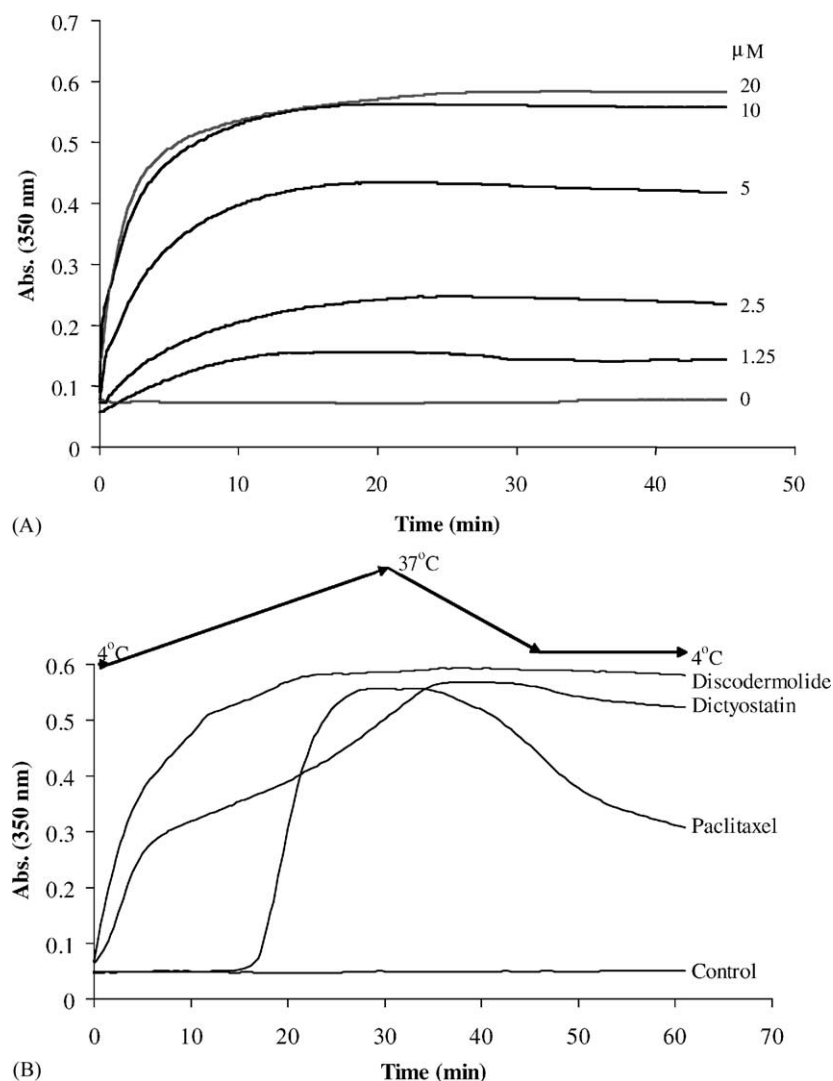 0.7
0.6
0.5
0.4
0.3
0.2
0.1
0
Abs. (350 nm)
μM
20
10
5
2.5
1.25
0
0 10 20 30 40 50
Time (min)
(A)
4°C
37°C
4°C
0.6
0.5
0.4
0.3
0.2
0.1
0
Abs. (350 nm)
Discodermolide
Dictyostatin
Paclitaxel
Control
0 10 20 30 40 50 60 70
Time (min)
(B)